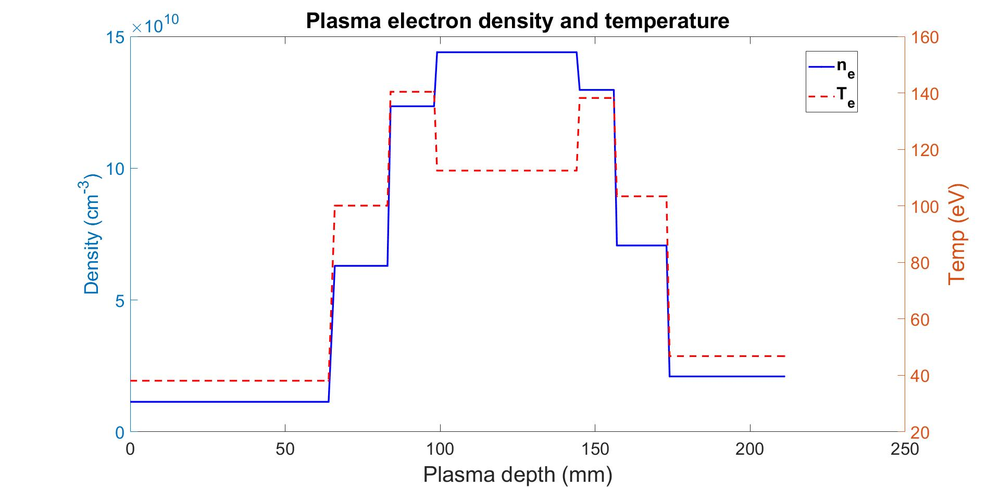 Plasma electron density and temperature
×10^10
15
10
5
0
Density (cm^-3)
160
140
120
100
80
60
40
20
Temp (eV)
n_e
T_e
0 50 100 150 200 250
Plasma depth (mm)